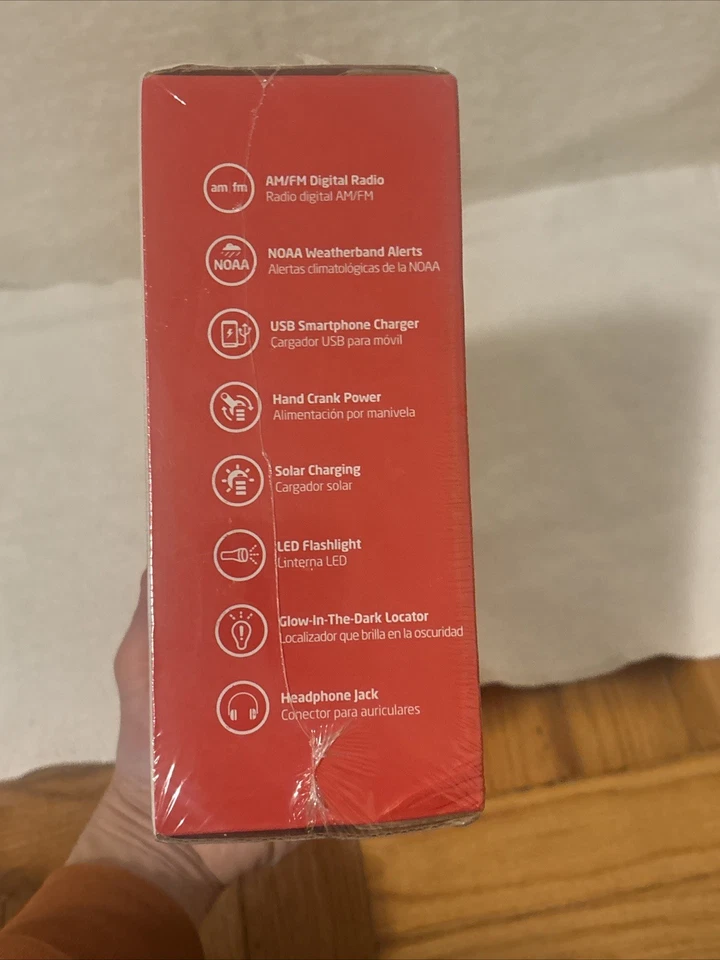 am fm
AM/FM Digital Radio
Radio digital AM/FM
NOAA
NOAA Weatherband Alerts
Alertas climatológicas de la NOAA
USB Smartphone Charger
Cargador USB para móvil
Hand Crank Power
Alimentación por manivela
Solar Charging
Cargador solar
LED Flashlight
Linterna LED
Glow-In-The-Dark Locator
Localizador que brilla en la oscuridad
Headphone Jack
Conector para auriculares